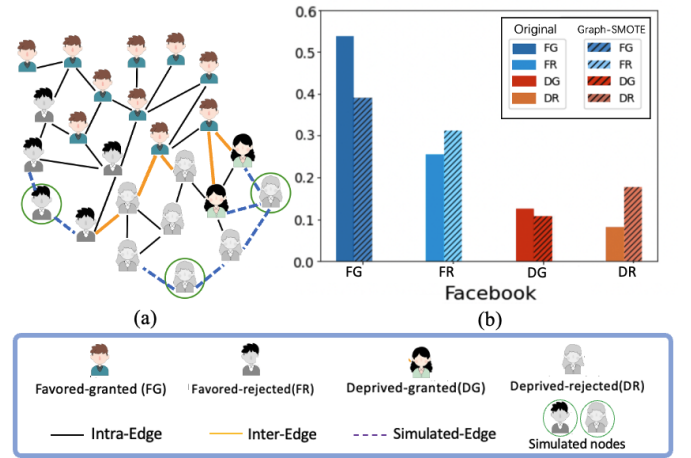 0.6
0.5
0.4
0.3
0.2
0.1
0.0
Original Graph-SMOTE
FG FG
FR FR
DG DG
DR DR
FG FR DG DR
Facebook
(a) (b)
Favored-granted (FG) Favored-rejected(FR) Deprived-granted(DG) Deprived-rejected(DR)
Intra-Edge Inter-Edge Simulated-Edge
Simulated nodes